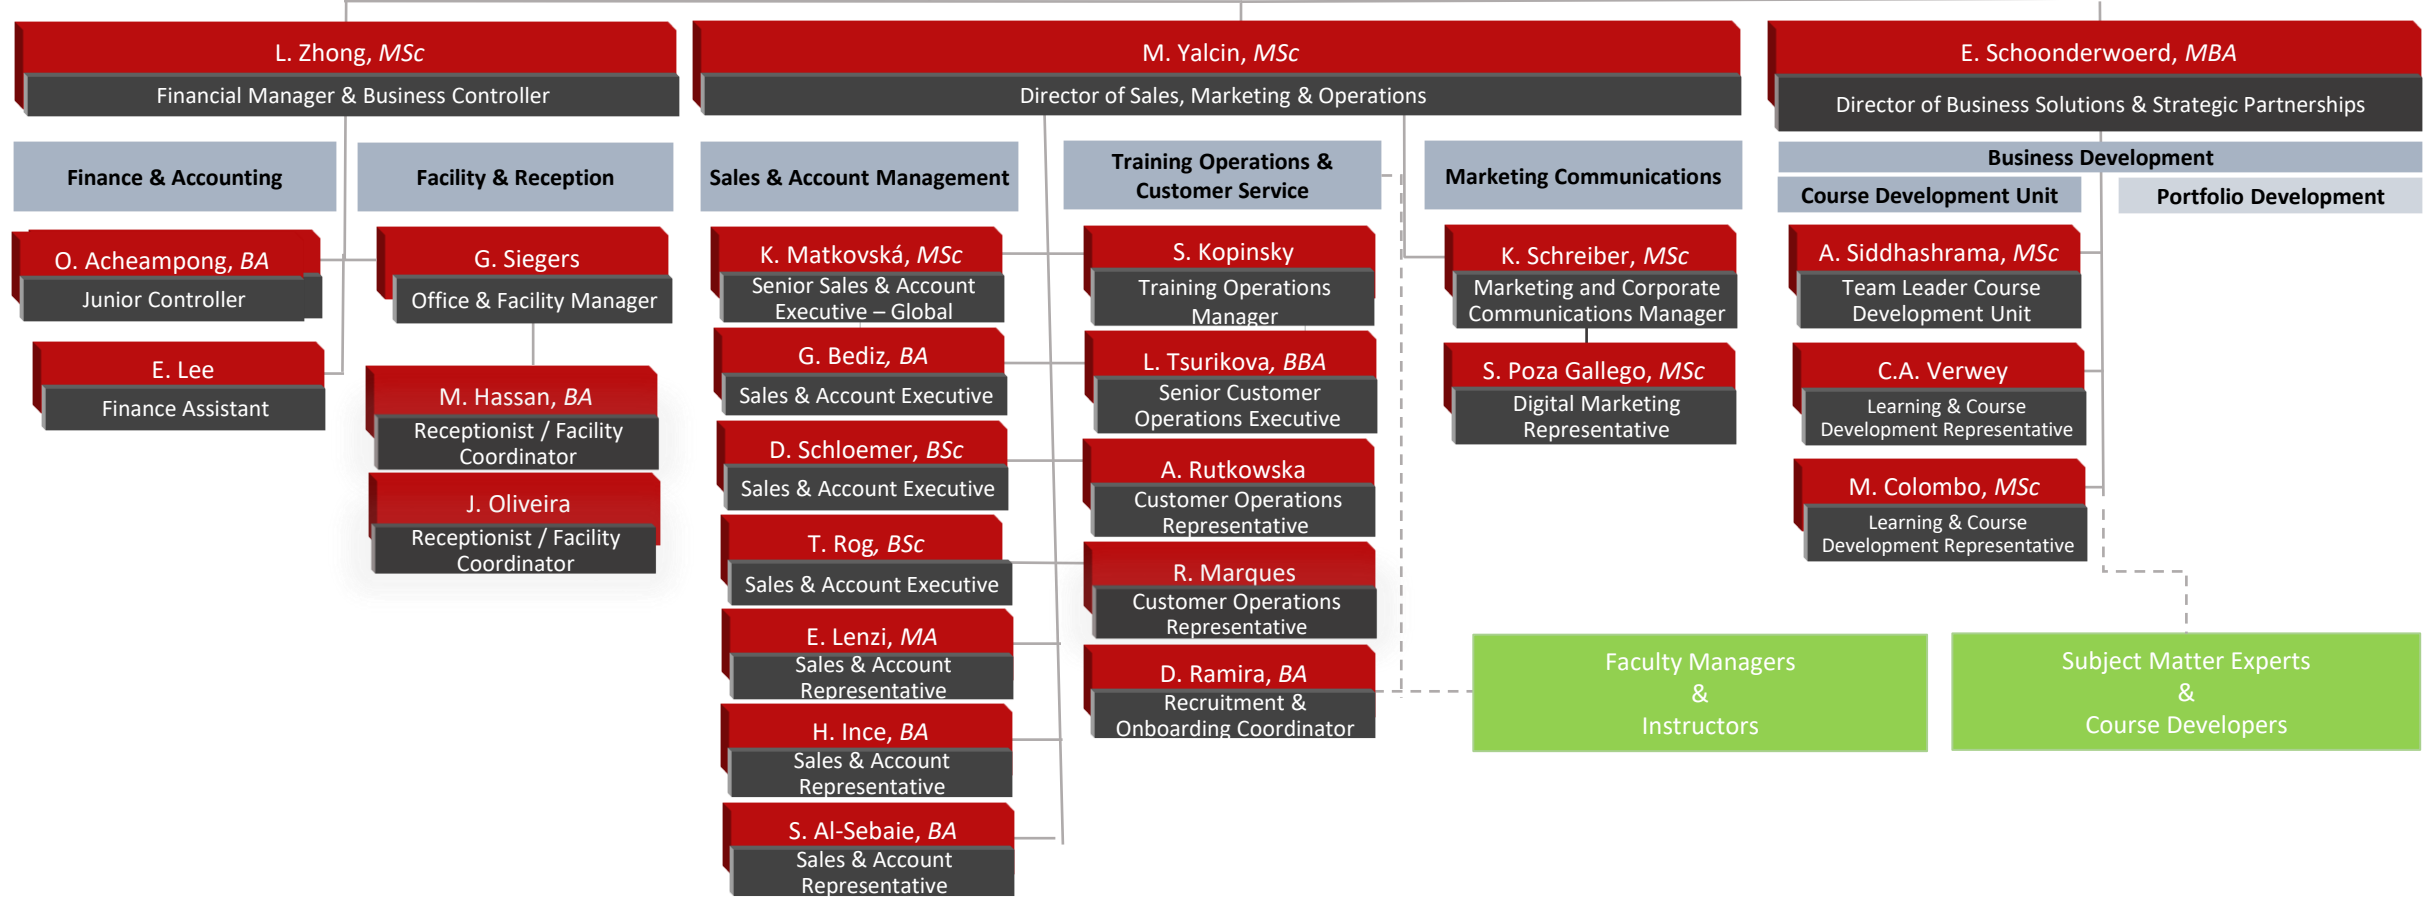 L. Zhong, MSc
Financial Manager & Business Controller
M. Yalcin, MSc
Director of Sales, Marketing & Operations
E. Schoonderwoerd, MBA
Director of Business Solutions & Strategic Partnerships
Finance & Accounting
O. Acheampong, BA
Junior Controller
E. Lee
Finance Assistant
Facility & Reception
G. Siegers
Office & Facility Manager
M. Hassan, BA
Receptionist / Facility
Coordinator
J. Oliveira
Receptionist / Facility
Coordinator
Sales & Account Management
K. Matkovská, MSc
Senior Sales & Account
Executive – Global
G. Bediz, BA
Sales & Account Executive
D. Schloemer, BSc
Sales & Account Executive
T. Rog, BSc
Sales & Account Executive
E. Lenzi, MA
Sales & Account
Representative
H. Ince, BA
Sales & Account
Representative
S. Al-Sebaie, BA
Sales & Account
Representative
Training Operations &
Customer Service
S. Kopinsky
Training Operations
Manager
L. Tsurikova, BBA
Senior Customer
Operations Executive
A. Rutkowska
Customer Operations
Representative
R. Marques
Customer Operations
Representative
D. Ramira, BA
Recruitment &
Onboarding Coordinator
Marketing Communications
K. Schreiber, MSc
Marketing and Corporate
Communications Manager
S. Poza Gallego, MSc
Digital Marketing
Representative
Faculty Managers
&
Instructors
Business Development
Course Development Unit
Portfolio Development
A. Siddhashrama, MSc
Team Leader Course
Development Unit
C.A. Verwey
Learning & Course
Development Representative
M. Colombo, MSc
Learning & Course
Development Representative
Subject Matter Experts
&
Course Developers